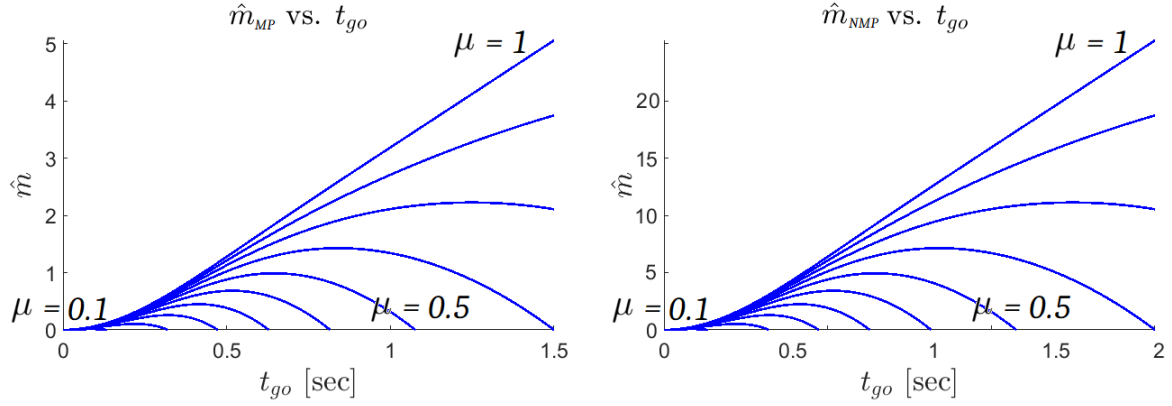 m̂_MP vs. t_go
μ = 1
5
4
3
2
1
0
m̂
μ = 0.1
μ = 0.5
0
0.5
1
1.5
t_go [sec]
m̂_NMP vs. t_go
μ = 1
20
15
10
5
0
m̂
μ = 0.1
μ = 0.5
0
0.5
1
1.5
2
t_go [sec]